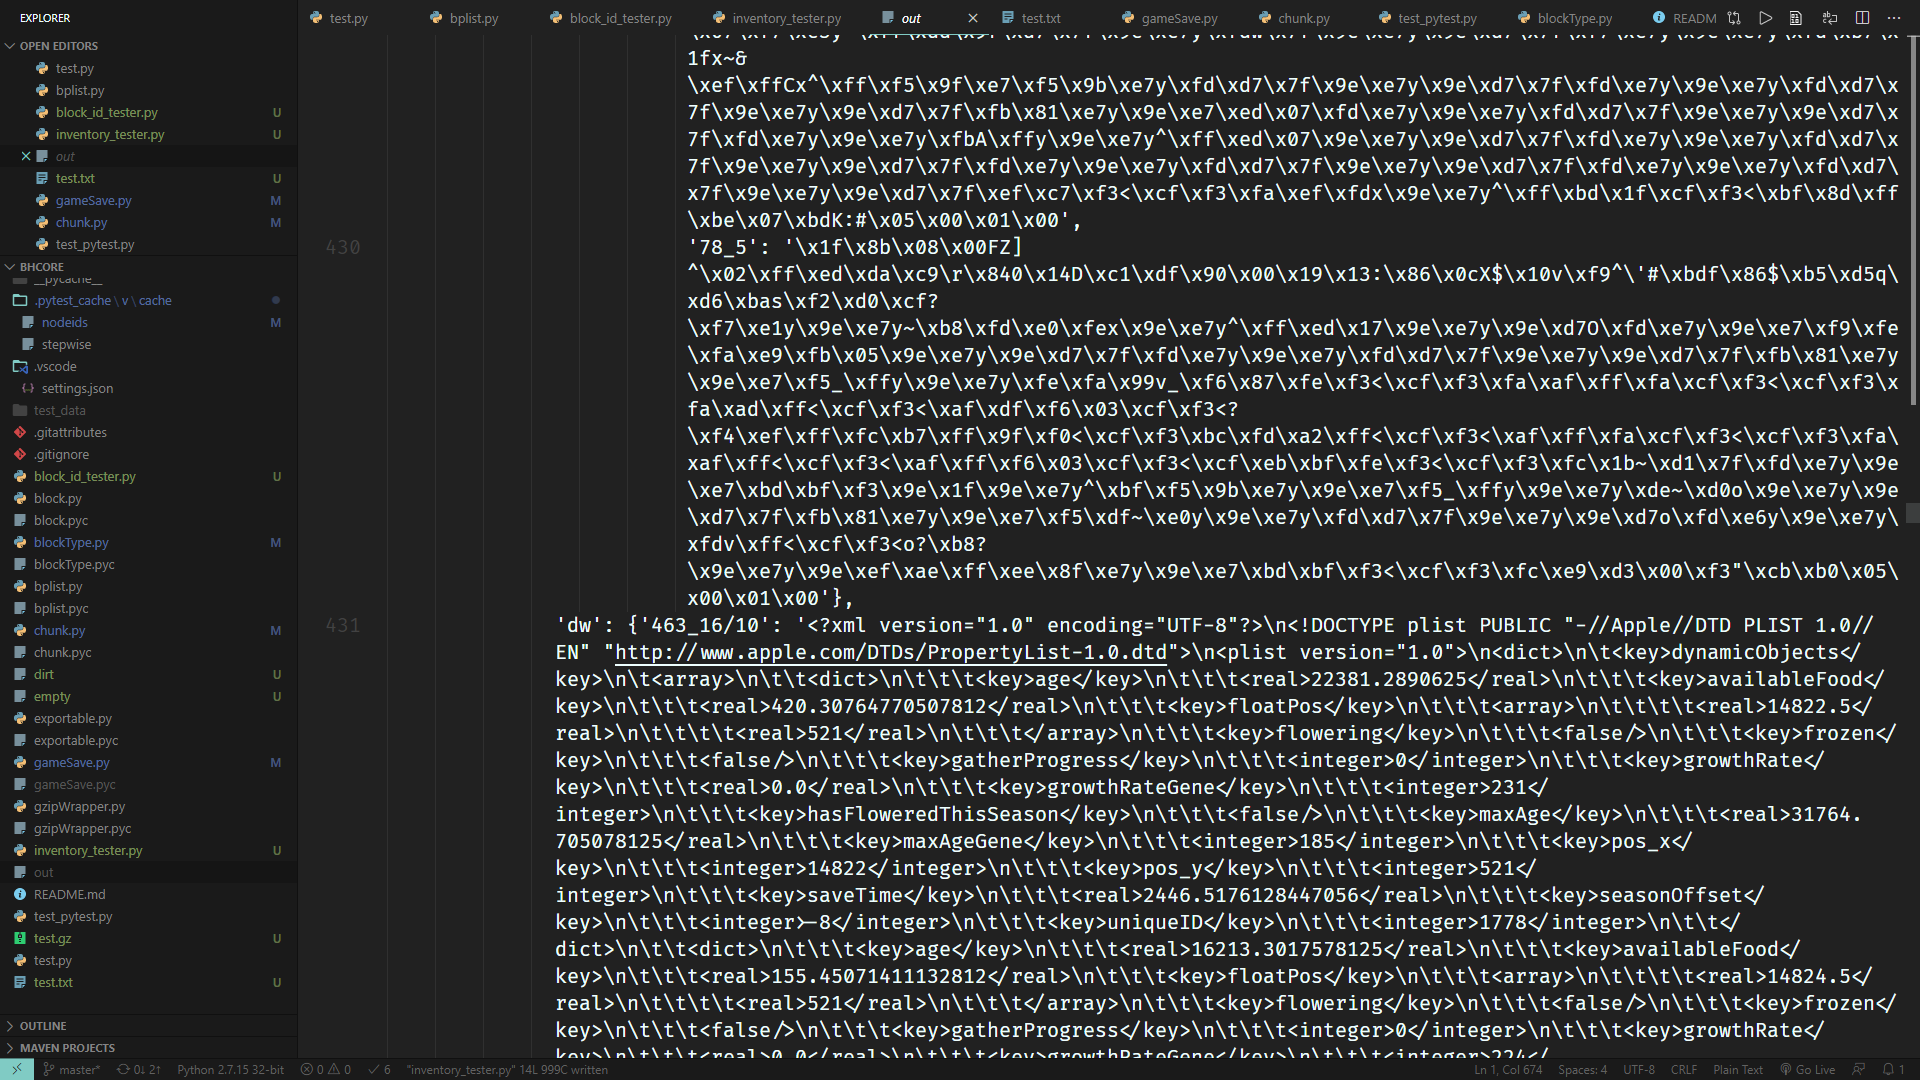 EXPLORER
OPEN EDITORS
test.py
bplist.py
block_id_tester.py U
inventory_tester.py U
out
test.txt U
gameSave.py M
chunk.py M
test_pytest.py
BHCORE
__pycache__
.pytest_cache \ v \ cache
nodeids M
stepwise
.vscode
settings.json
test_data
.gitattributes
.gitignore
block_id_tester.py U
block.py
block.pyc
blockType.py M
blockType.pyc
bplist.py
bplist.pyc
chunk.py M
chunk.pyc
dirt U
empty U
exportable.py
exportable.pyc
gameSave.py M
gameSave.pyc
gzipWrapper.py
gzipWrapper.pyc
inventory_tester.py U
out
README.md
test_pytest.py
test.gz U
test.py
test.txt U
OUTLINE
MAVEN PROJECTS
test.py bplist.py block_id_tester.py inventory_tester.py out test.txt gameSave.py chunk.py test_pytest.py blockType.py READM
1fx~&
\xef\xffCx^\xff\xf5\x9f\xe7\xf5\x9b\xe7y\xfd\xd7\x7f\x9e\xe7y\x9e\xd7\x7f\xfd\xe7y\x9e\xe7y\xfd\xd7\x
7f\x9e\xe7y\x9e\xd7\x7f\xfb\x81\xe7y\x9e\xe7\xed\x07\xfd\xe7y\x9e\xe7y\xfd\xd7\x7f\x9e\xe7y\x9e\xd7\x
7f\xfd\xe7y\x9e\xe7y\xfbA\xffy\x9e\xe7y^\xff\xed\x07\x9e\xe7y\x9e\xd7\x7f\xfd\xe7y\x9e\xe7y\xfd\xd7\x
7f\x9e\xe7y\x9e\xd7\x7f\xfd\xe7y\x9e\xe7y\xfd\xd7\x7f\x9e\xe7y\x9e\xd7\x7f\xfd\xe7y\x9e\xe7y\xfd\xd7\
x7f\x9e\xe7y\x9e\xd7\x7f\xef\xc7\xf3<\xcf\xf3\xfa\xef\xfdx\x9e\xe7y^\xff\xbd\x1f\xcf\xf3<\xbf\x8d\xff
\xbe\x07\xbdK:#\x05\x00\x01\x00',
430 '78_5': '\x1f\x8b\x08\x00FZ]
^\x02\xff\xed\xda\xc9\r\x840\x14D\xc1\xdf\x90\x00\x19\x13:\x86\x0cX$\x10v\xf9^\'#\xbdf\x86$\xb5\xd5q\
xd6\xbas\xf2\xd0\xcf?
\xf7\xe1y\x9e\xe7y~\xb8\xfd\xe0\xfex\x9e\xe7y^\xff\xed\x17\x9e\xe7y\x9e\xd7O\xfd\xe7y\x9e\xe7\xf9\xfe
\xfa\xe9\xfb\x05\x9e\xe7y\x9e\xd7\x7f\xfd\xe7y\x9e\xe7y\xfd\xd7\x7f\x9e\xe7y\x9e\xd7\x7f\xfb\x81\xe7y
\x9e\xe7\xf5_\xffy\x9e\xe7y\xfe\xfa\x99v_\xf6\x87\xfe\xf3<\xcf\xf3\xfa\xaf\xff\xfa\xcf\xf3<\xcf\xf3\x
fa\xad\xff<\xcf\xf3<\xaf\xdf\xf6\x03\xcf\xf3<?
\xf4\xef\xff\xfc\xb7\xff\x9f\xf0<\xcf\xf3\xbc\xfd\xa2\xff<\xcf\xf3<\xaf\xff\xfa\xcf\xf3<\xcf\xf3\xfa\
xaf\xff<\xcf\xf3<\xaf\xff\xf6\x03\xcf\xf3<\xcf\xeb\xbf\xfe\xf3<\xcf\xf3\xfc\x1b~\xd1\x7f\xfd\xe7y\x9e
\xe7\xbd\xbf\xf3\x9e\x1f\x9e\xe7y^\xbf\xf5\x9b\xe7y\x9e\xe7\xf5_\xffy\x9e\xe7y\xde~\xd0o\x9e\xe7y\x9e
\xd7\x7f\xfb\x81\xe7y\x9e\xe7\xf5\xdf~\xe0y\x9e\xe7y\xfd\xd7\x7f\x9e\xe7y\x9e\xd7o\xfd\xe6y\x9e\xe7y\
xfdv\xff<\xcf\xf3<o?\xb8?
\x9e\xe7y\x9e\xef\xae\xff\xee\x8f\xe7y\x9e\xe7\xbd\xbf\xf3<\xcf\xf3\xfc\xe9\xd3\x00\xf3"\xcb\xb0\x05\
x00\x01\x00'},
431 'dw': {'463_16/10': '<?xml version="1.0" encoding="UTF-8"?>\n<!DOCTYPE plist PUBLIC "-//Apple//DTD PLIST 1.0//
EN" "http://www.apple.com/DTDs/PropertyList-1.0.dtd">\n<plist version="1.0">\n<dict>\n\t<key>dynamicObjects</
key>\n\t<array>\n\t\t<dict>\n\t\t\t<key>age</key>\n\t\t\t<real>22381.2890625</real>\n\t\t\t<key>availableFood</
key>\n\t\t\t<real>420.30764770507812</real>\n\t\t\t<key>floatPos</key>\n\t\t\t<array>\n\t\t\t\t<real>14822.5</
real>\n\t\t\t\t<real>521</real>\n\t\t\t</array>\n\t\t\t<key>flowering</key>\n\t\t\t<false/>\n\t\t\t<key>frozen</
key>\n\t\t\t<false/>\n\t\t\t<key>gatherProgress</key>\n\t\t\t<integer>0</integer>\n\t\t\t<key>growthRate</
key>\n\t\t\t<real>0.0</real>\n\t\t\t<key>growthRateGene</key>\n\t\t\t<integer>231</
integer>\n\t\t\t<key>hasFloweredThisSeason</key>\n\t\t\t<false/>\n\t\t\t<key>maxAge</key>\n\t\t\t<real>31764.
705078125</real>\n\t\t\t<key>maxAgeGene</key>\n\t\t\t<integer>185</integer>\n\t\t\t<key>pos_x</
key>\n\t\t\t<integer>14822</integer>\n\t\t\t<key>pos_y</key>\n\t\t\t<integer>521</
integer>\n\t\t\t<key>saveTime</key>\n\t\t\t<real>2446.5176128447056</real>\n\t\t\t<key>seasonOffset</
key>\n\t\t\t<integer>-8</integer>\n\t\t\t<key>uniqueID</key>\n\t\t\t<integer>1778</integer>\n\t\t</
dict>\n\t\t<dict>\n\t\t\t<key>age</key>\n\t\t\t<real>16213.3017578125</real>\n\t\t\t<key>availableFood</
key>\n\t\t\t<real>155.45071411132812</real>\n\t\t\t<key>floatPos</key>\n\t\t\t<array>\n\t\t\t\t<real>14824.5</
real>\n\t\t\t\t<real>521</real>\n\t\t\t</array>\n\t\t\t<key>flowering</key>\n\t\t\t<false/>\n\t\t\t<key>frozen</
key>\n\t\t\t<false/>\n\t\t\t<key>gatherProgress</key>\n\t\t\t<integer>0</integer>\n\t\t\t<key>growthRate</
key>\n\t\t\t<real>0.0</real>\n\t\t\t<key>growthRateGene</key>\n\t\t\t<integer>224</
master* 0↓ 2↑ Python 2.7.15 32-bit 0 0 6 "inventory_tester.py" 14L 999C written Ln 1, Col 674 Spaces: 4 UTF-8 CRLF Plain Text Go Live 1